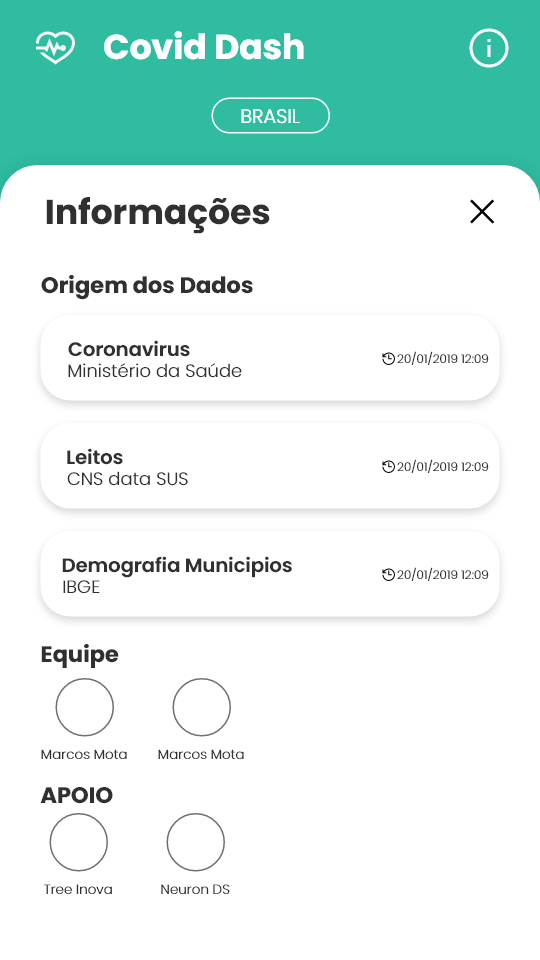 Covid Dash
BRASIL
Informações
Origem dos Dados
Coronavirus
Ministério da Saúde
20/01/2019 12:09
Leitos
CNS data SUS
20/01/2019 12:09
Demografia Municipios
IBGE
20/01/2019 12:09
Equipe
Marcos Mota Marcos Mota
APOIO
Tree Inova Neuron DS